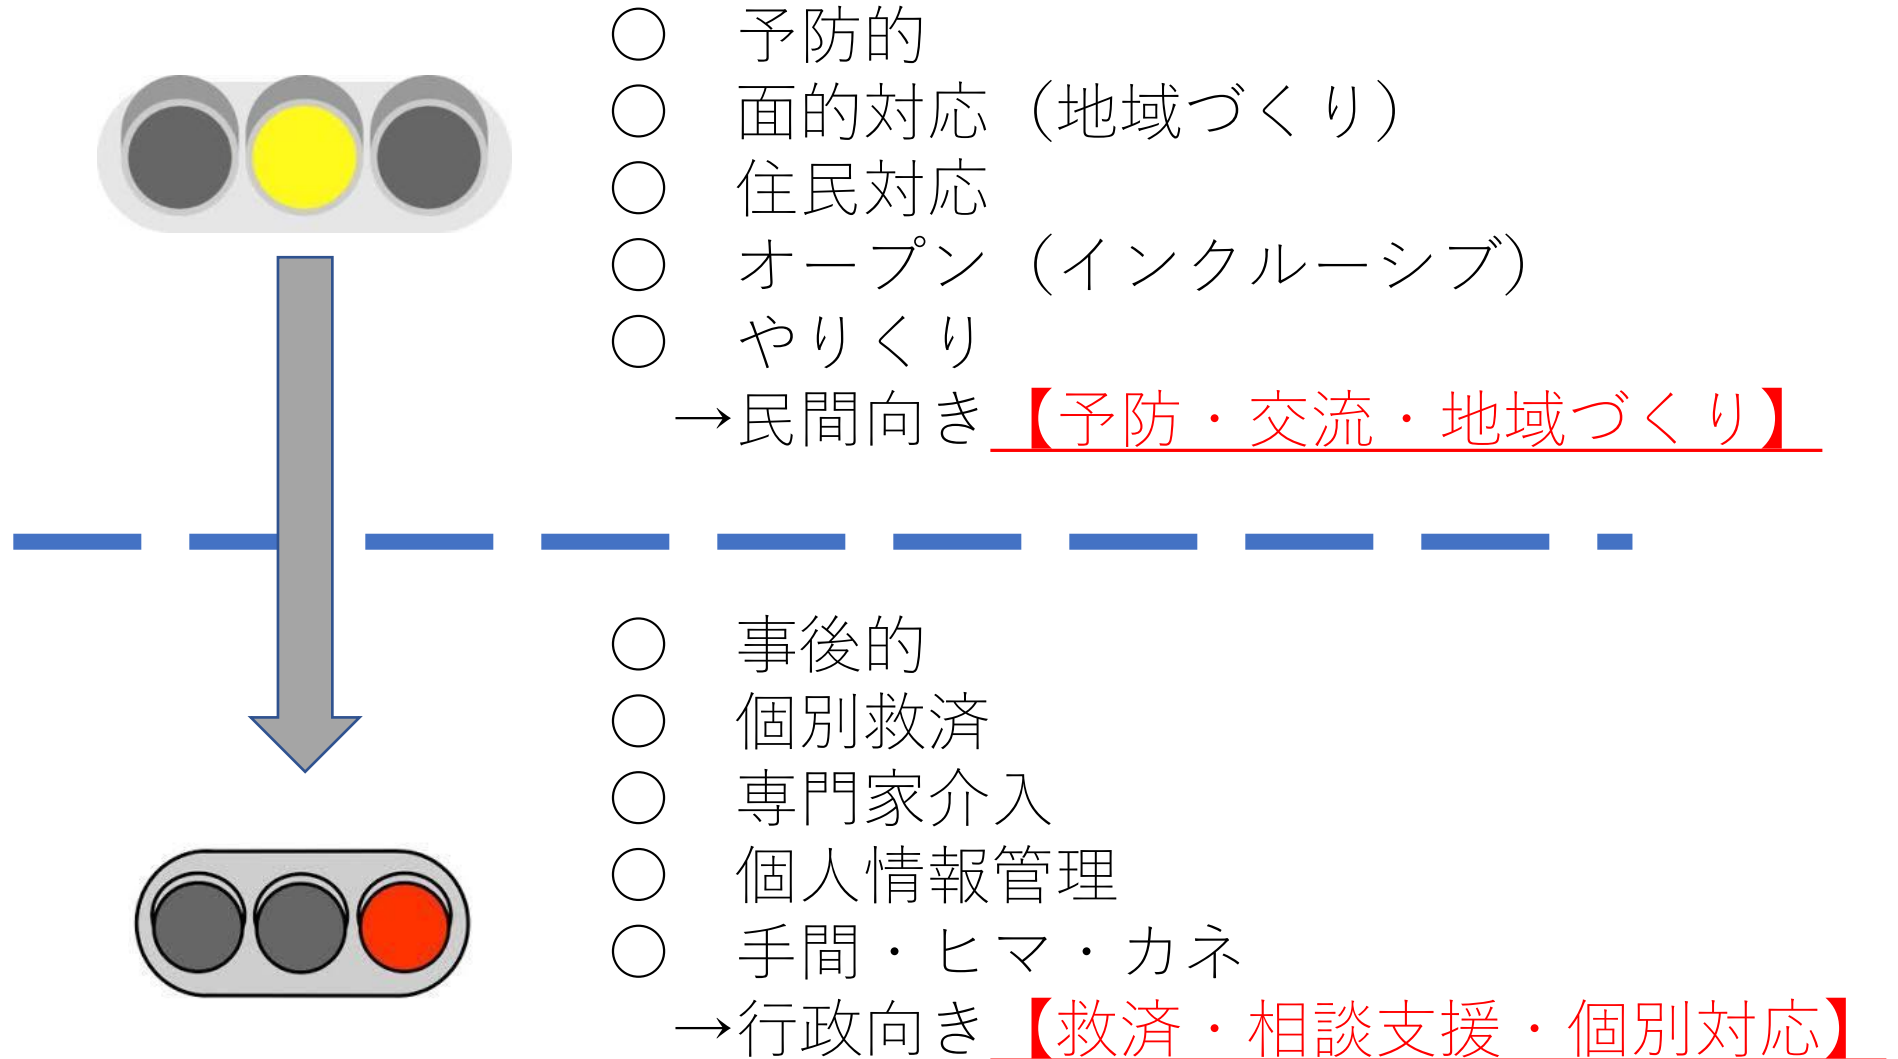 ○　予防的
○　面的対応（地域づくり）
○　住民対応
○　オープン（インクルーシブ）
○　やりくり
→民間向き【予防・交流・地域づくり】
○　事後的
○　個別救済
○　専門家介入
○　個人情報管理
○　手間・ヒマ・カネ
→行政向き【救済・相談支援・個別対応】